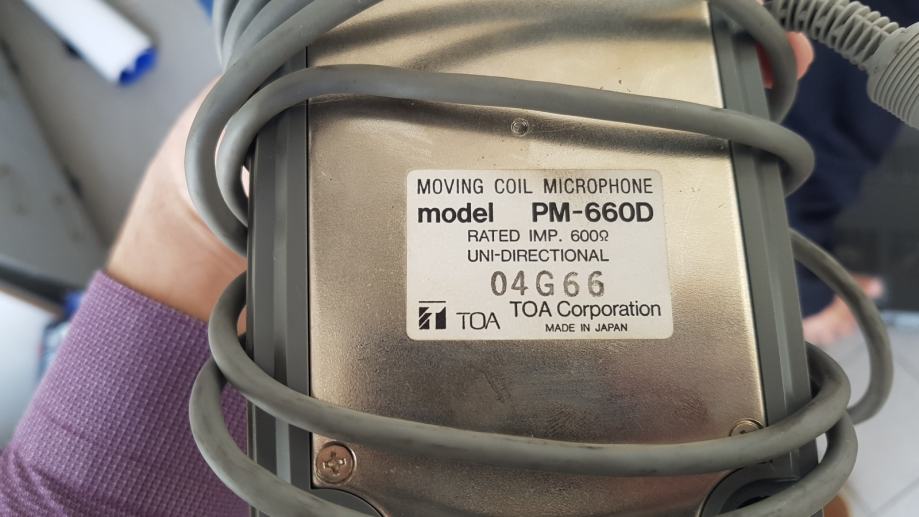 MOVING COIL MICROPHONE
model PM-660D
RATED IMP. 600Ω
UNI-DIRECTIONAL
04G66
TOA TOA Corporation
MADE IN JAPAN